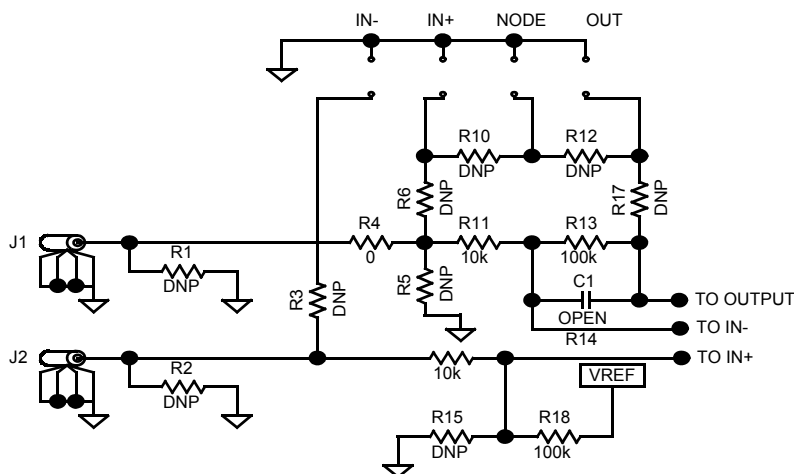 IN-
IN+
NODE
OUT
R10
DNP
R12
DNP
R6
DNP
R17
DNP
J1
R4
0
R11
10k
R13
100k
R1
DNP
R3
DNP
R5
DNP
C1
OPEN
TO OUTPUT
TO IN-
R14
J2
TO IN+
R2
DNP
10k
VREF
R15
DNP
R18
100k